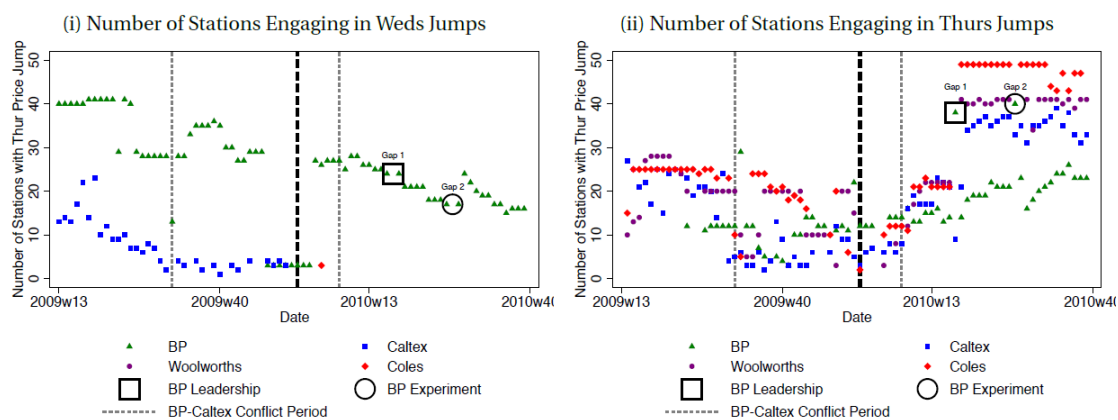 (i) Number of Stations Engaging in Weds Jumps
Number of Stations with Thur Price Jump
50
40
30
20
10
0
Gap 1
Gap 2
2009w13
2009w40
2010w13
2010w40
Date
BP
Caltex
Woolworths
Coles
BP Leadership
BP Experiment
BP-Caltex Conflict Period
(ii) Number of Stations Engaging in Thurs Jumps
Number of Stations with Thur Price Jump
50
40
30
20
10
0
Gap 1
Gap 2
2009w13
2009w40
2010w13
2010w40
Date
BP
Caltex
Woolworths
Coles
BP Leadership
BP Experiment
BP-Caltex Conflict Period